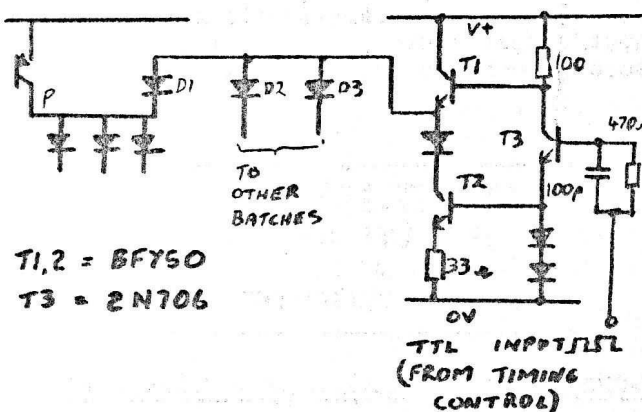 V+
T1
100
P
D1
D2
D3
T3
100p
TO
OTHER
BATCHES
T2
T1,2 = BFY50
T3 = 2N706
33Ω
0V
TTL INPUT
(FROM TIMING
CONTROL)